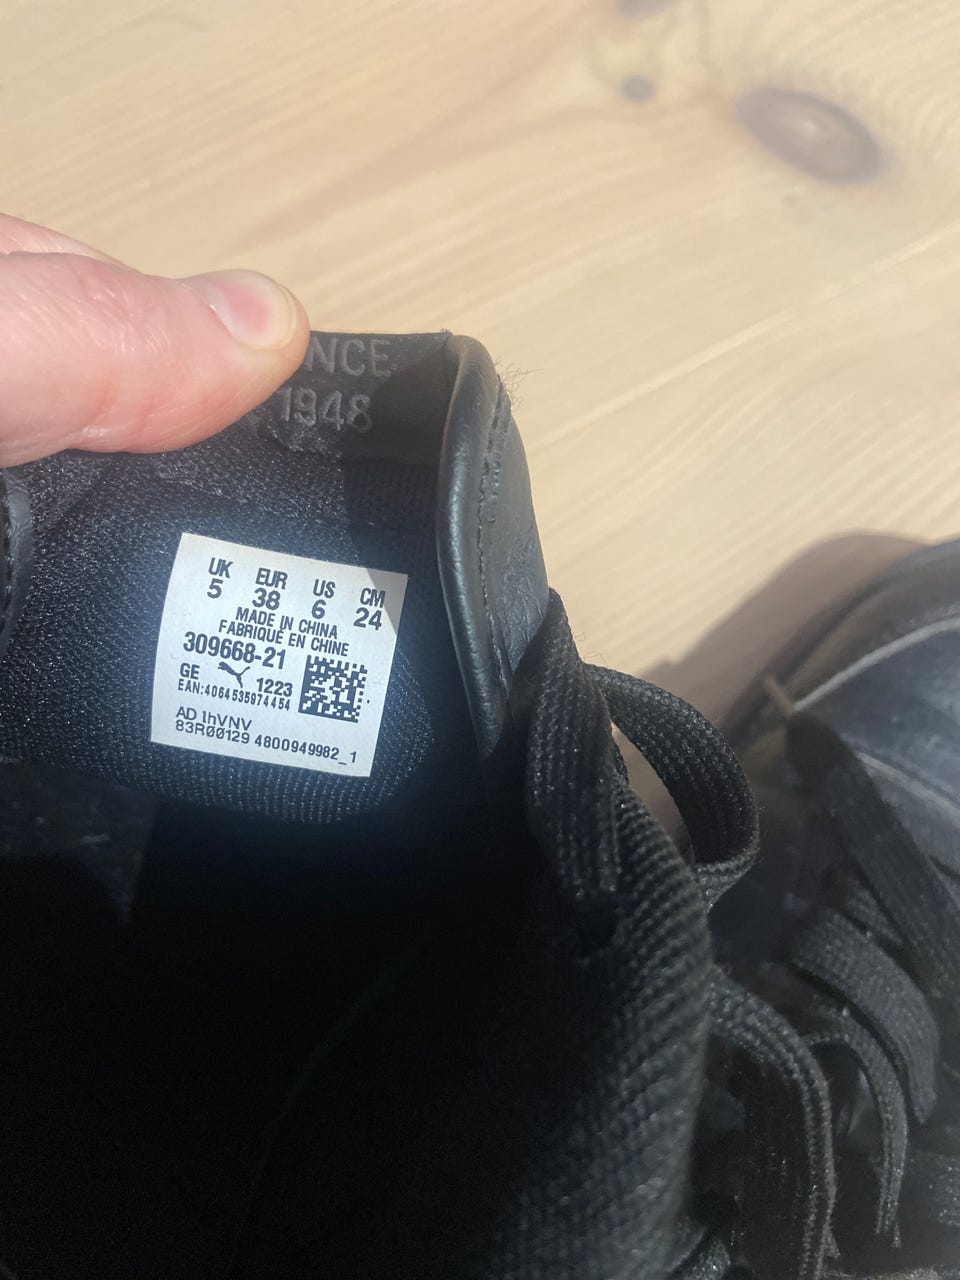 NCE
1948
UK EUR US CM
5 38 6 24
MADE IN CHINA
FABRIQUÉ EN CHINE
309668-21
GE 1223
EAN:4064535974454
AD 1hVNV
83R00129 4800949982_1